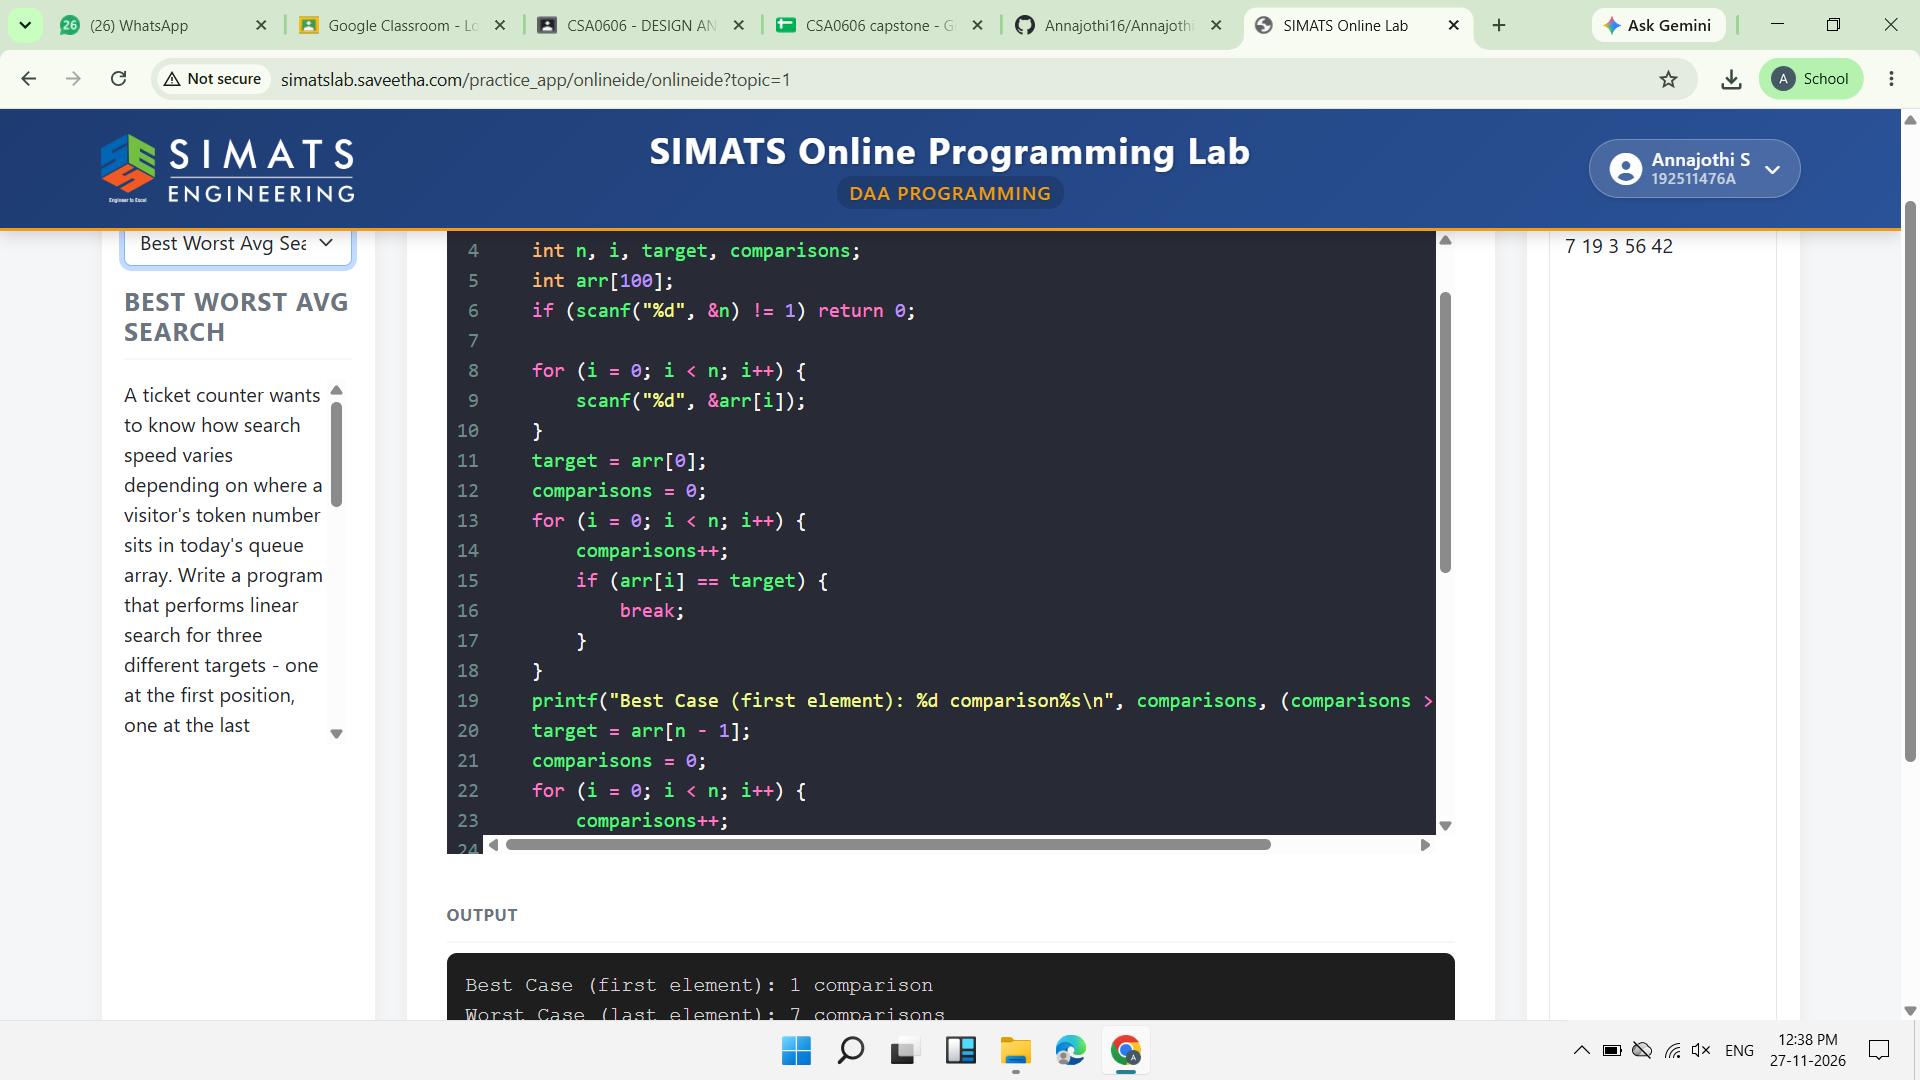 (26) WhatsApp
Google Classroom - Lo
CSA0606 - DESIGN AN
CSA0606 capstone - G
Annajothi16/Annajothi
SIMATS Online Lab
Ask Gemini
Not secure
simatslab.saveetha.com/practice_app/onlineide/onlineide?topic=1
A School
SIMATS
ENGINEERING
Engineer to Excel
SIMATS Online Programming Lab
DAA PROGRAMMING
Annajothi S
192511476A
Best Worst Avg Sea
BEST WORST AVG
SEARCH
A ticket counter wants
to know how search
speed varies
depending on where a
visitor's token number
sits in today's queue
array. Write a program
that performs linear
search for three
different targets - one
at the first position,
one at the last
4 int n, i, target, comparisons;
5 int arr[100];
6 if (scanf("%d", &n) != 1) return 0;
7
8 for (i = 0; i < n; i++) {
9 scanf("%d", &arr[i]);
10 }
11 target = arr[0];
12 comparisons = 0;
13 for (i = 0; i < n; i++) {
14 comparisons++;
15 if (arr[i] == target) {
16 break;
17 }
18 }
19 printf("Best Case (first element): %d comparison%s\n", comparisons, (comparisons >
20 target = arr[n - 1];
21 comparisons = 0;
22 for (i = 0; i < n; i++) {
23 comparisons++;
24
OUTPUT
Best Case (first element): 1 comparison
Worst Case (last element): 7 comparisons
7 19 3 56 42
ENG
12:38 PM
27-11-2026